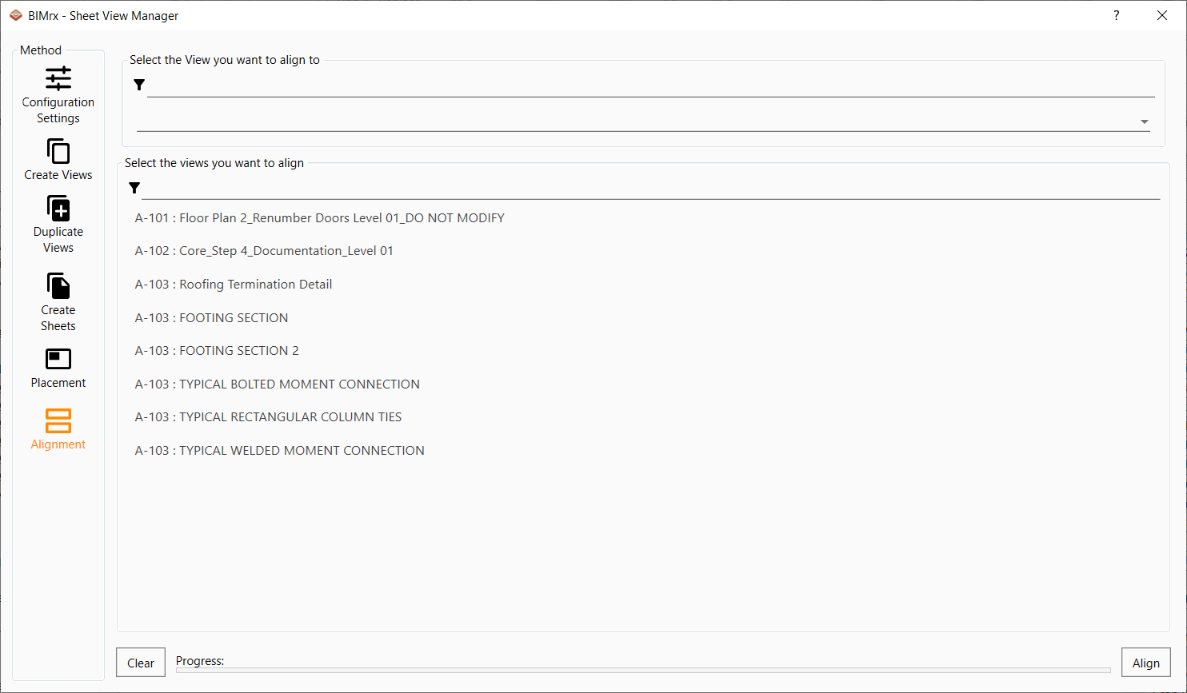 BIMrx - Sheet View Manager
?
Method
Configuration
Settings
Create Views
Duplicate
Views
Create
Sheets
Placement
Alignment
Select the View you want to align to
Select the views you want to align
A-101 : Floor Plan 2_Renumber Doors Level 01_DO NOT MODIFY
A-102 : Core_Step 4_Documentation_Level 01
A-103 : Roofing Termination Detail
A-103 : FOOTING SECTION
A-103 : FOOTING SECTION 2
A-103 : TYPICAL BOLTED MOMENT CONNECTION
A-103 : TYPICAL RECTANGULAR COLUMN TIES
A-103 : TYPICAL WELDED MOMENT CONNECTION
Clear
Progress:
Align